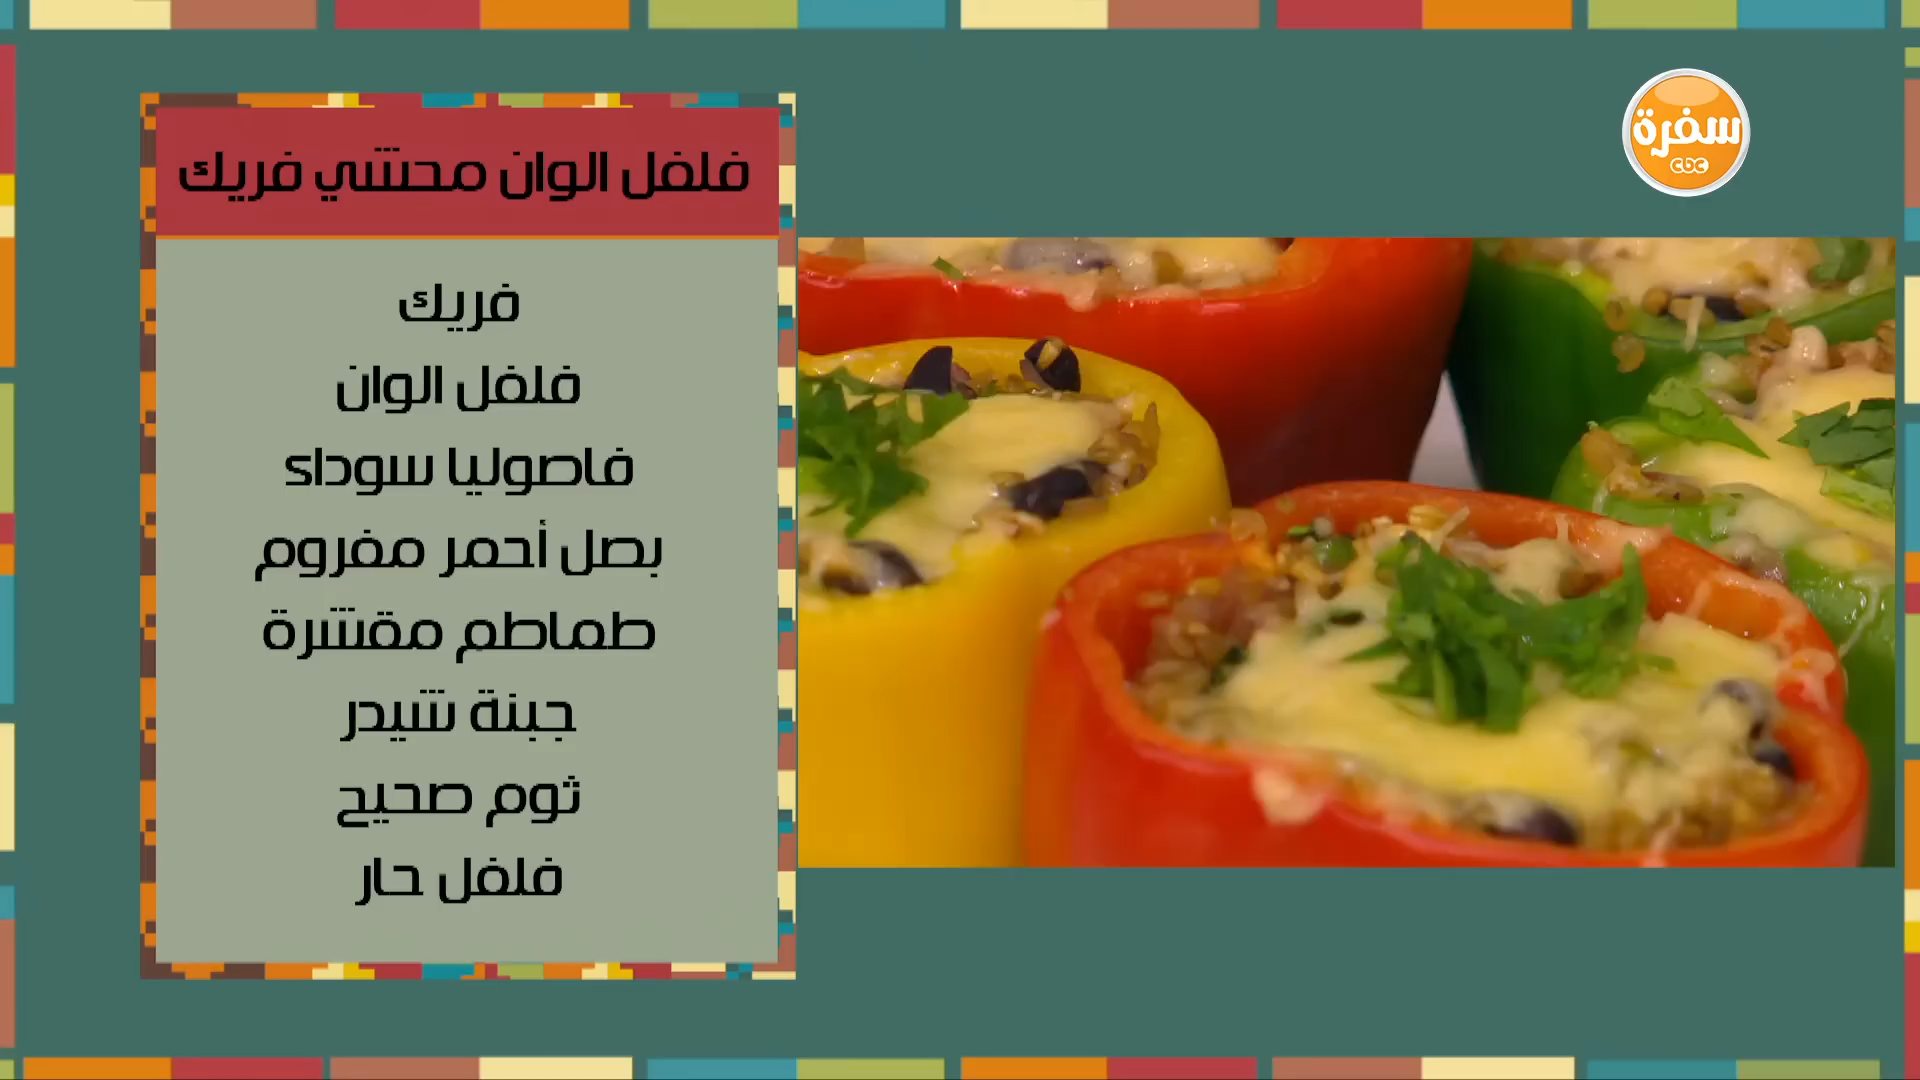 فلفل الوان محشي فريك
فريك
فلفل الوان
فاصوليا سوداء
بصل أحمر مفروم
طماطم مقشرة
جبنة شيدر
ثوم صحيح
فلفل حار
سفرة
cbc